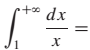 ∫₁^{+∞} dx/x =